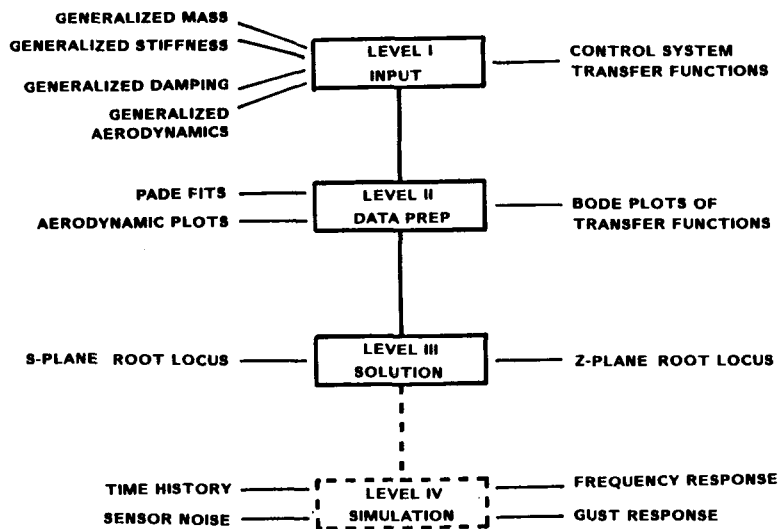 GENERALIZED MASS
GENERALIZED STIFFNESS
GENERALIZED DAMPING
GENERALIZED
AERODYNAMICS
LEVEL I
INPUT
CONTROL SYSTEM
TRANSFER FUNCTIONS
PADE FITS
AERODYNAMIC PLOTS
LEVEL II
DATA PREP
BODE PLOTS OF
TRANSFER FUNCTIONS
S-PLANE ROOT LOCUS
LEVEL III
SOLUTION
Z-PLANE ROOT LOCUS
TIME HISTORY
SENSOR NOISE
LEVEL IV
SIMULATION
FREQUENCY RESPONSE
GUST RESPONSE